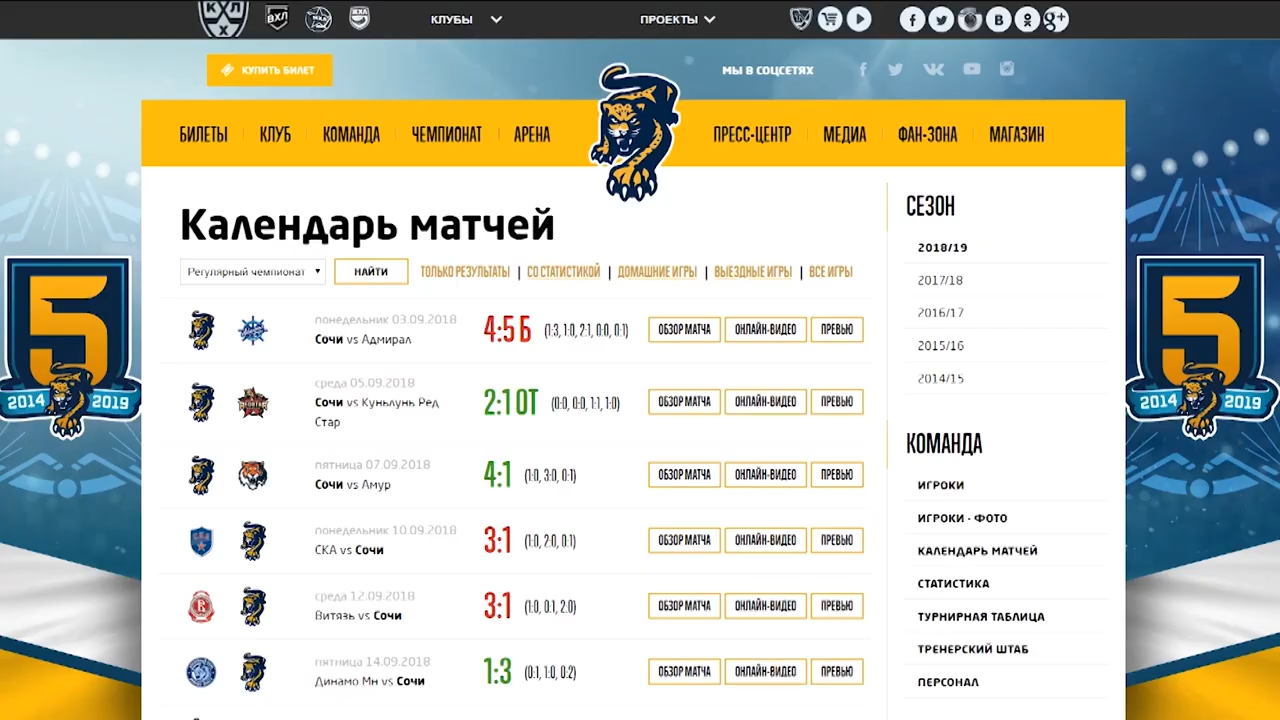 КХЛ
ВХЛ
МХЛ
КЛУБЫ
ПРОЕКТЫ
КУПИТЬ БИЛЕТ
МЫ В СОЦСЕТЯХ
БИЛЕТЫ
КЛУБ
КОМАНДА
ЧЕМПИОНАТ
АРЕНА
ПРЕСС-ЦЕНТР
МЕДИА
ФАН-ЗОНА
МАГАЗИН
Календарь матчей
Регулярный чемпионат
НАЙТИ
ТОЛЬКО РЕЗУЛЬТАТЫ | СО СТАТИСТИКОЙ | ДОМАШНИЕ ИГРЫ | ВЫЕЗДНЫЕ ИГРЫ | ВСЕ ИГРЫ
понедельник 03.09.2018
Сочи vs Адмирал
4:5 Б (1:3, 1:0, 2:1, 0:0, 0:1)
ОБЗОР МАТЧА ОНЛАЙН-ВИДЕО ПРЕВЬЮ
среда 05.09.2018
Сочи vs Куньлунь Ред
Стар
2:1 ОТ (0:0, 0:0, 1:1, 1:0)
ОБЗОР МАТЧА ОНЛАЙН-ВИДЕО ПРЕВЬЮ
пятница 07.09.2018
Сочи vs Амур
4:1 (1:0, 3:0, 0:1)
ОБЗОР МАТЧА ОНЛАЙН-ВИДЕО ПРЕВЬЮ
понедельник 10.09.2018
СКА vs Сочи
3:1 (1:0, 2:0, 0:1)
ОБЗОР МАТЧА ОНЛАЙН-ВИДЕО ПРЕВЬЮ
среда 12.09.2018
Витязь vs Сочи
3:1 (1:0, 0:1, 2:0)
ОБЗОР МАТЧА ОНЛАЙН-ВИДЕО ПРЕВЬЮ
пятница 14.09.2018
Динамо Мн vs Сочи
1:3 (0:1, 1:0, 0:2)
ОБЗОР МАТЧА ОНЛАЙН-ВИДЕО ПРЕВЬЮ
СЕЗОН
2018/19
2017/18
2016/17
2015/16
2014/15
КОМАНДА
ИГРОКИ
ИГРОКИ - ФОТО
КАЛЕНДАРЬ МАТЧЕЙ
СТАТИСТИКА
ТУРНИРНАЯ ТАБЛИЦА
ТРЕНЕРСКИЙ ШТАБ
ПЕРСОНАЛ
5
2014 2019
5
2014 2019